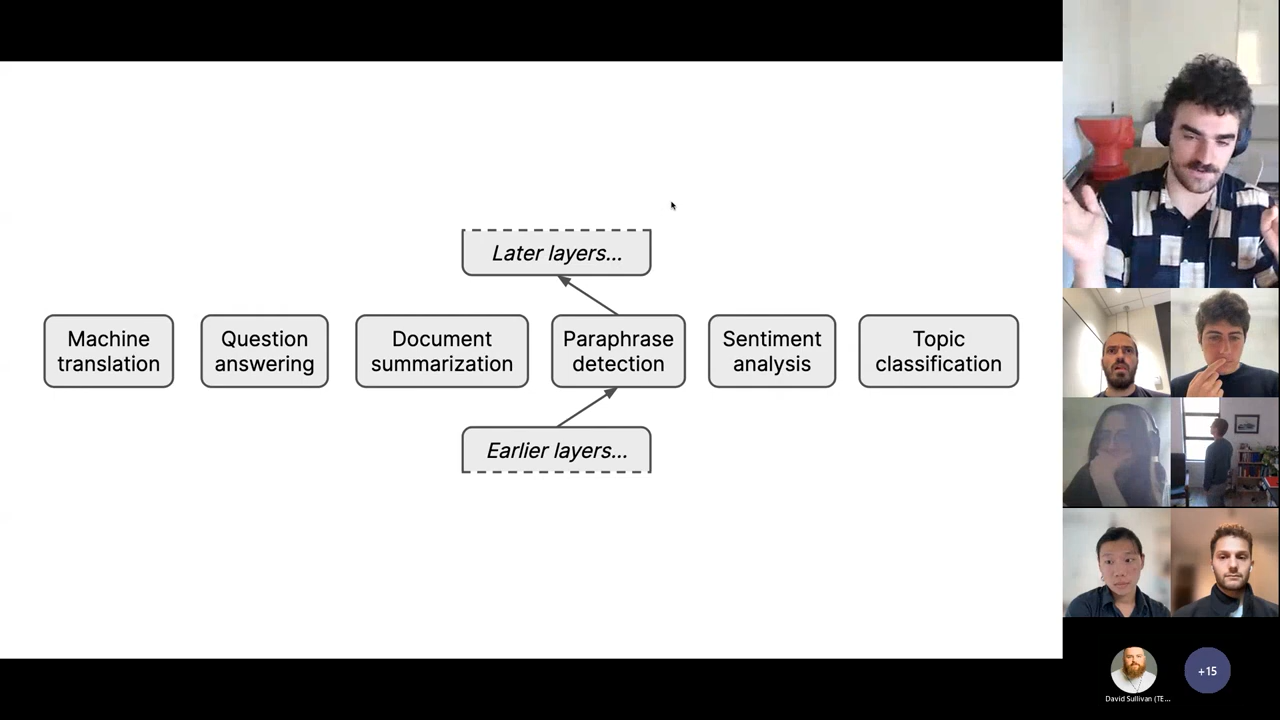 Later layers...
Machine
translation
Question
answering
Document
summarization
Paraphrase
detection
Sentiment
analysis
Topic
classification
Earlier layers...
David Sullivan (TE...
+15